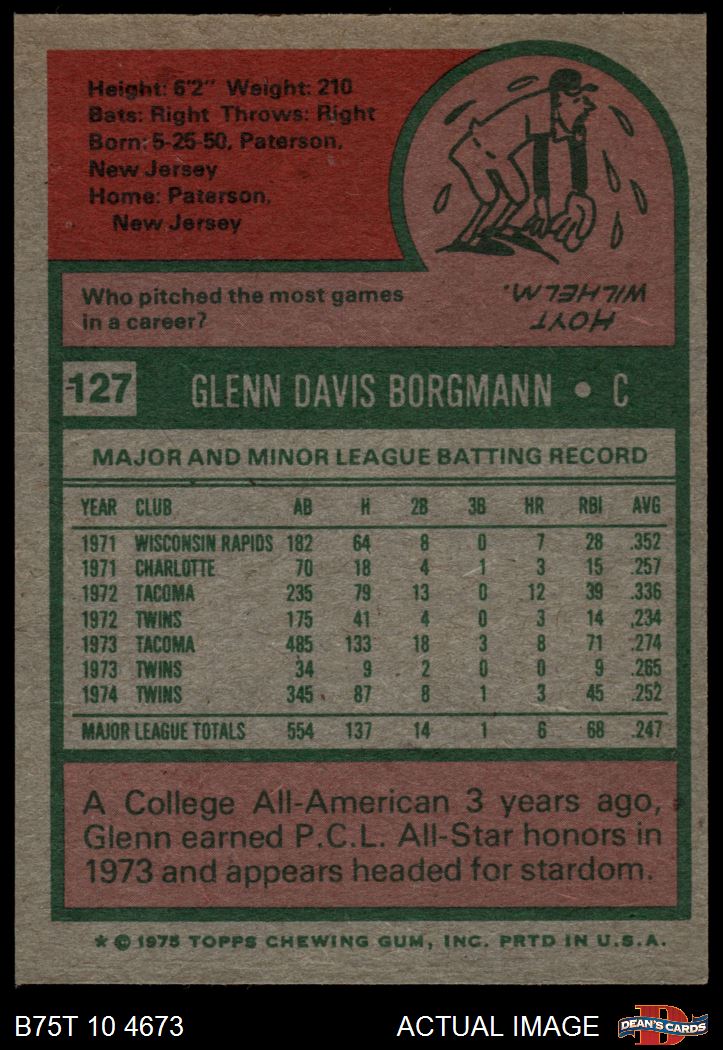 Height: 6'2" Weight: 210
Bats: Right Throws: Right
Born: 5-25-50, Paterson,
New Jersey
Home: Paterson,
New Jersey
Who pitched the most games
in a career?
HOYT
WILHELM.
127 GLENN DAVIS BORGMANN • C
MAJOR AND MINOR LEAGUE BATTING RECORD
YEAR CLUB AB H 2B 3B HR RBI AVG
1971 WISCONSIN RAPIDS 182 64 8 0 7 28 .352
1971 CHARLOTTE 70 18 4 1 3 15 .257
1972 TACOMA 235 79 13 0 12 39 .336
1972 TWINS 175 41 4 0 3 14 .234
1973 TACOMA 485 133 18 3 8 71 .274
1973 TWINS 34 9 2 0 0 9 .265
1974 TWINS 345 87 8 1 3 45 .252
MAJOR LEAGUE TOTALS 554 137 14 1 6 68 .247
A College All-American 3 years ago,
Glenn earned P.C.L. All-Star honors in
1973 and appears headed for stardom.
* © 1975 TOPPS CHEWING GUM, INC. PRTD IN U.S.A.
B75T 10 4673 ACTUAL IMAGE D DEAN'S CARDS